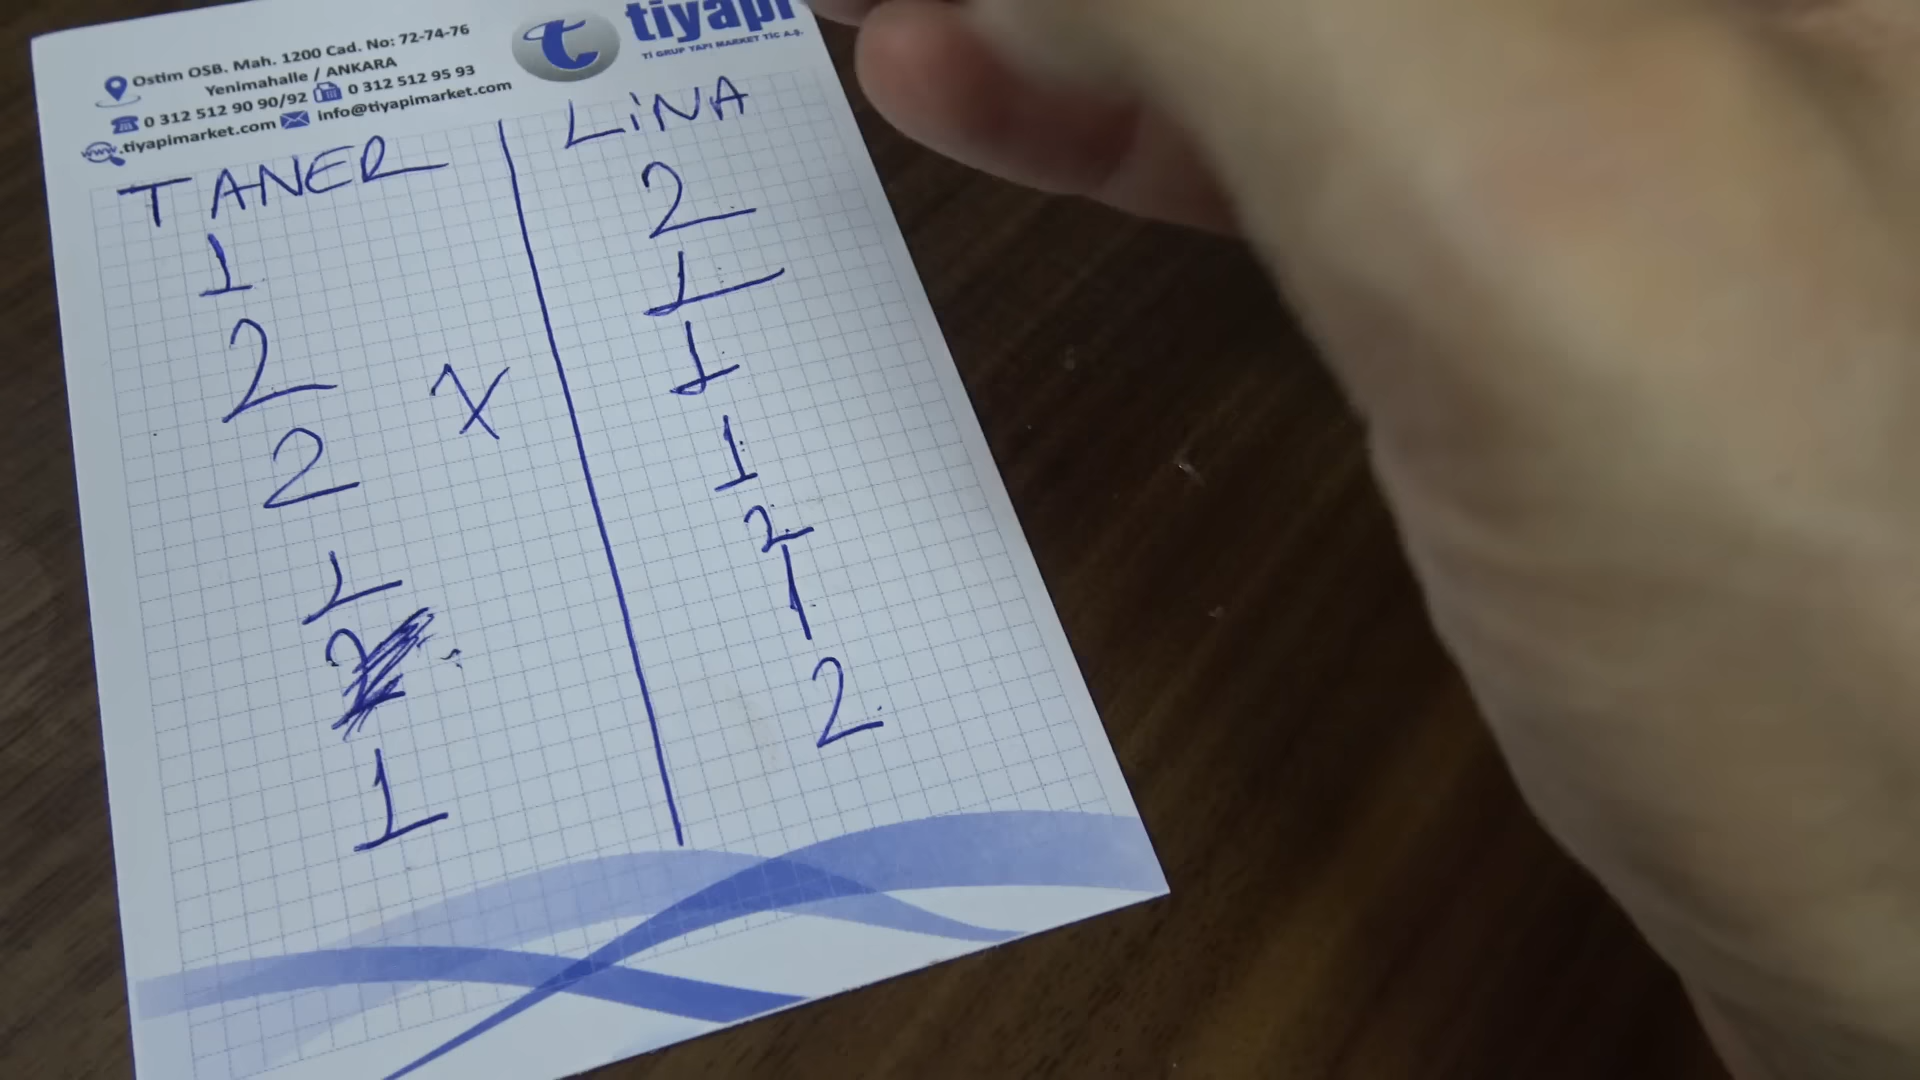 Ostim OSB. Mah. 1200 Cad. No: 72-74-76
Yenimahalle / ANKARA
0 312 512 90 90/92 0 312 512 95 93
www.tiyapimarket.com info@tiyapimarket.com
tiyapı
Tİ GRUP YAPI MARKET TİC A.Ş.
TANER
1
2
2 X
1
1
LiNA
2
1
1
1
2
1
2